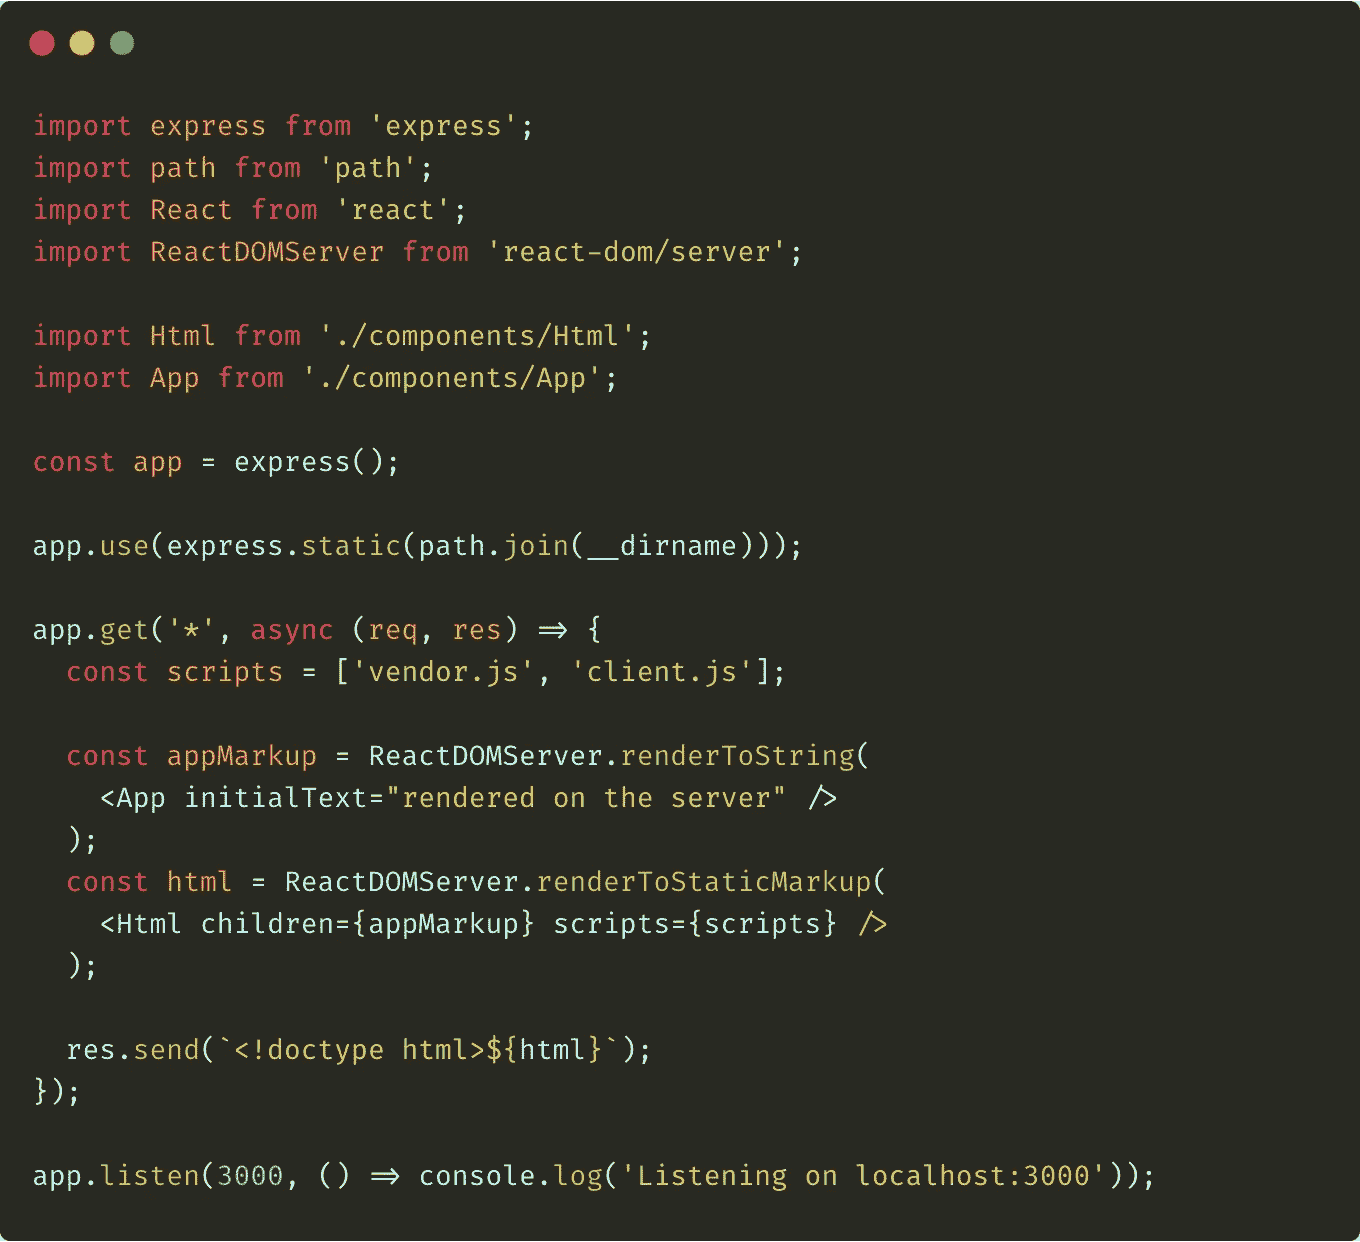 import express from 'express';
import path from 'path';
import React from 'react';
import ReactDOMServer from 'react-dom/server';

import Html from './components/Html';
import App from './components/App';

const app = express();

app.use(express.static(path.join(__dirname)));

app.get('*', async (req, res) => {
  const scripts = ['vendor.js', 'client.js'];

  const appMarkup = ReactDOMServer.renderToString(
    <App initialText="rendered on the server" />
  );
  const html = ReactDOMServer.renderToStaticMarkup(
    <Html children={appMarkup} scripts={scripts} />
  );

  res.send(`<!doctype html>${html}`);
});

app.listen(3000, () => console.log('Listening on localhost:3000'));